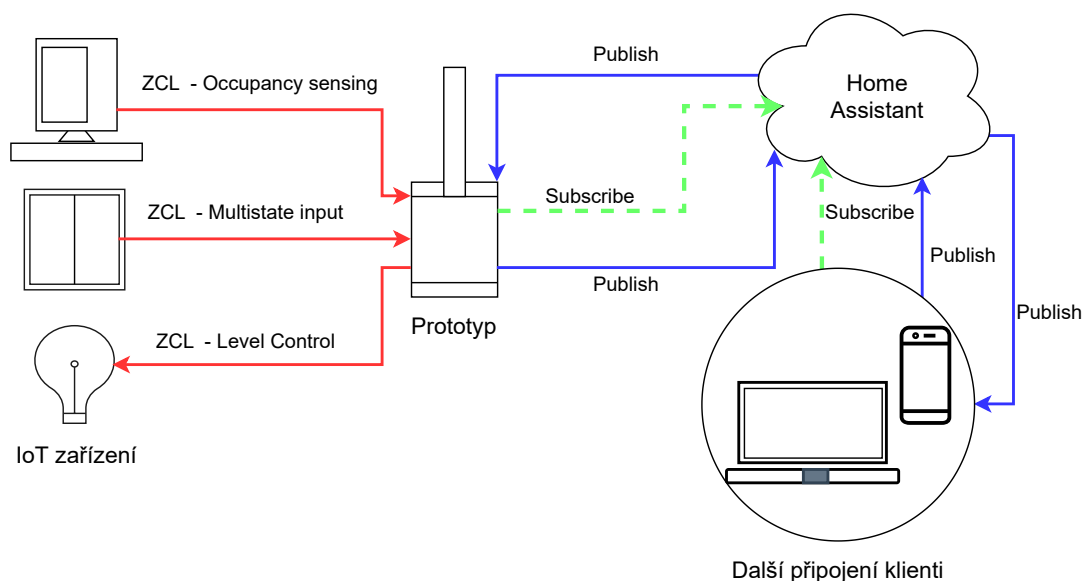 ZCL  - Occupancy sensing
ZCL  - Multistate input
ZCL  - Level Control
IoT zařízení
Prototyp
Publish
Subscribe
Publish
Home
Assistant
Subscribe
Publish
Publish
Další připojení klienti